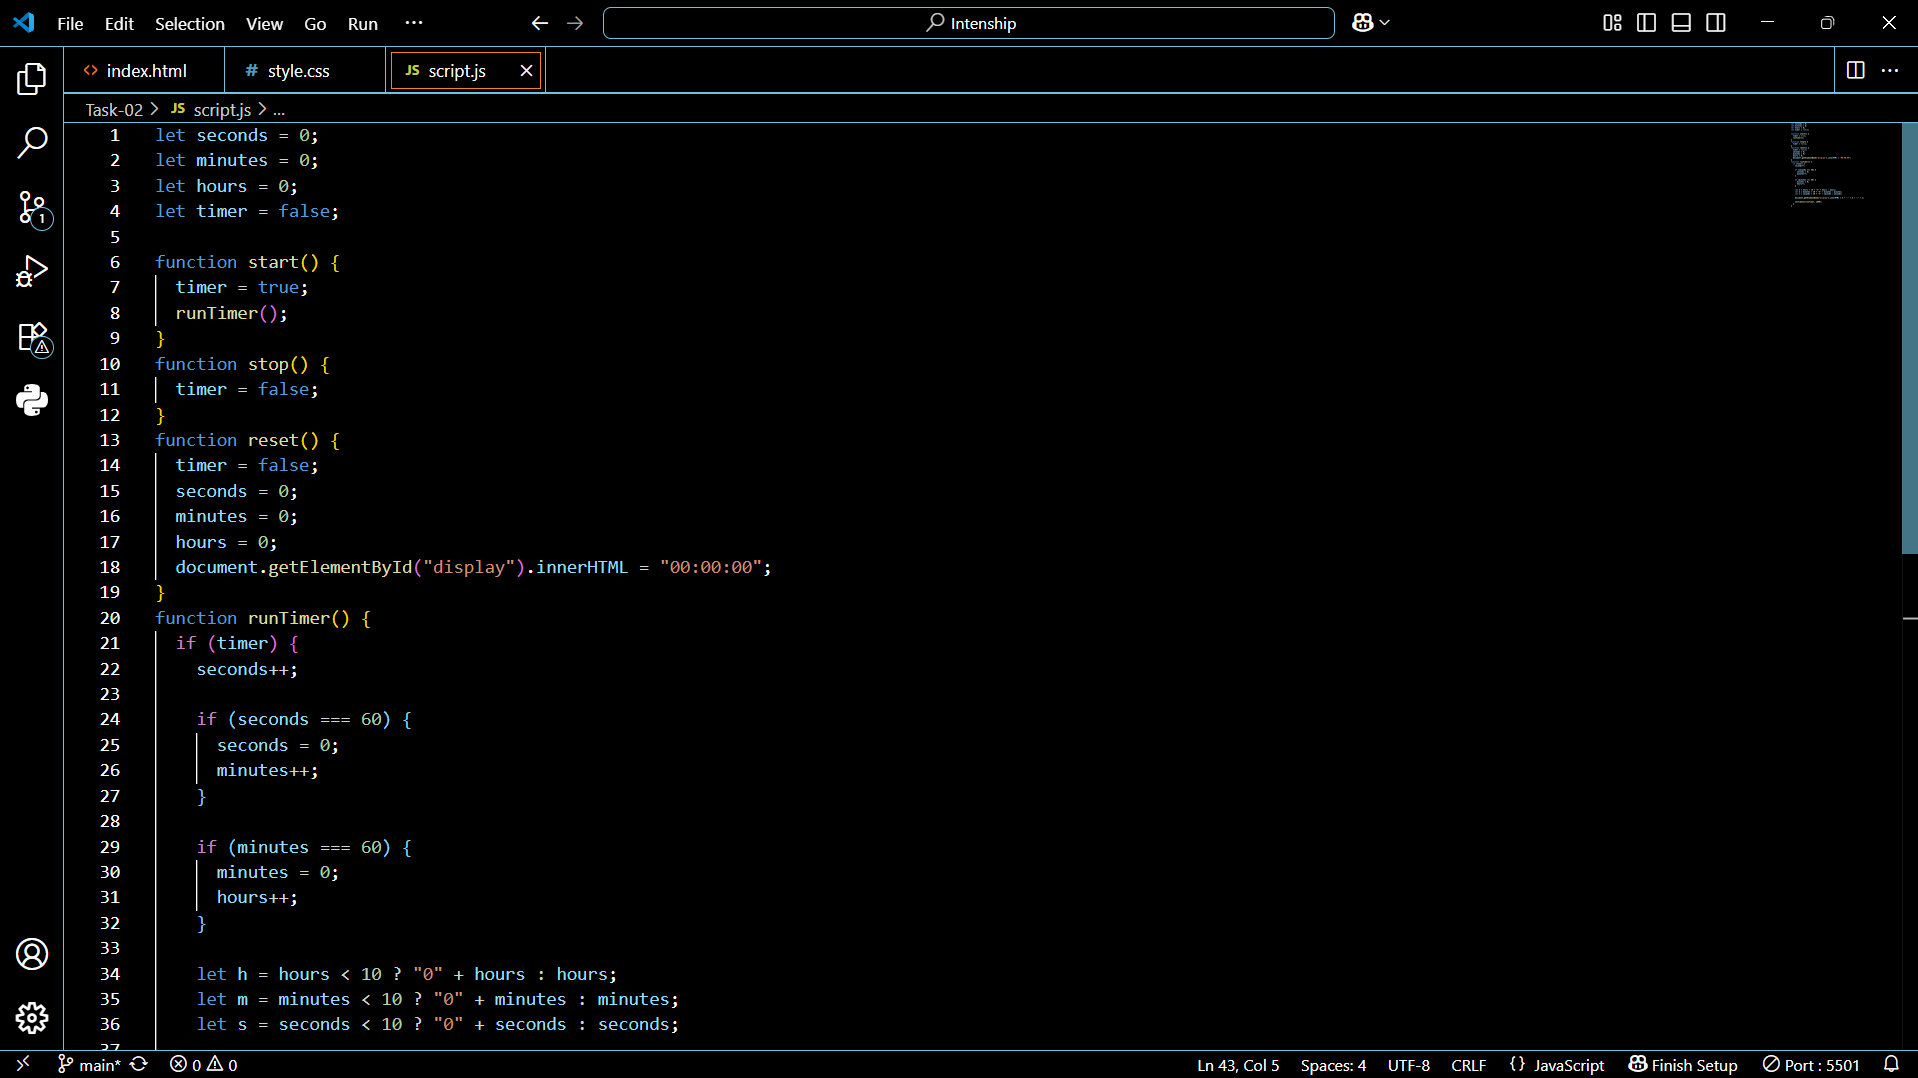 File Edit Selection View Go Run ···
Intenship
index.html
# style.css
JS script.js
Task-02 > JS script.js > ...
1 let seconds = 0;
2 let minutes = 0;
3 let hours = 0;
4 let timer = false;
5
6 function start() {
7 timer = true;
8 runTimer();
9 }
10 function stop() {
11 timer = false;
12 }
13 function reset() {
14 timer = false;
15 seconds = 0;
16 minutes = 0;
17 hours = 0;
18 document.getElementById("display").innerHTML = "00:00:00";
19 }
20 function runTimer() {
21 if (timer) {
22 seconds++;
23
24 if (seconds === 60) {
25 seconds = 0;
26 minutes++;
27 }
28
29 if (minutes === 60) {
30 minutes = 0;
31 hours++;
32 }
33
34 let h = hours < 10 ? "0" + hours : hours;
35 let m = minutes < 10 ? "0" + minutes : minutes;
36 let s = seconds < 10 ? "0" + seconds : seconds;
37
1
main* 0 0 Ln 43, Col 5 Spaces: 4 UTF-8 CRLF {} JavaScript Finish Setup Port : 5501